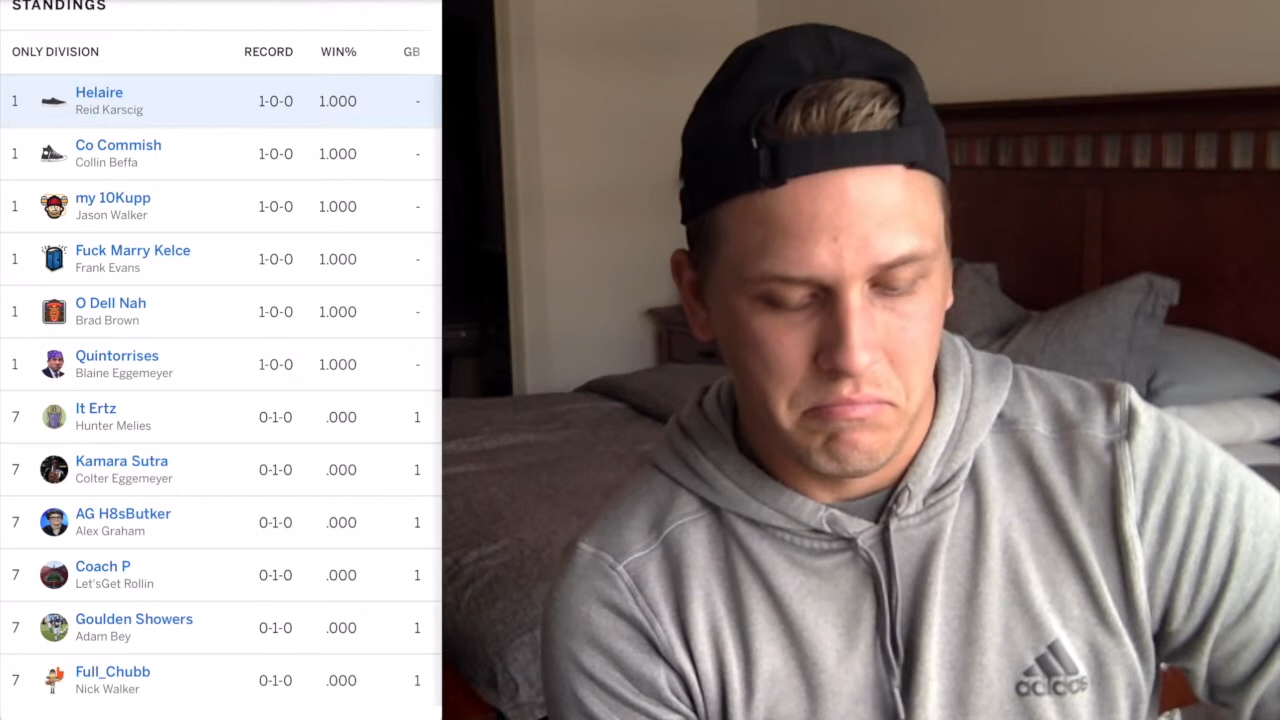 STANDINGS
ONLY DIVISION RECORD WIN% GB
1 Helaire 1-0-0 1.000 -
Reid Karscig
1 Co Commish 1-0-0 1.000 -
Collin Beffa
1 my 10Kupp 1-0-0 1.000 -
Jason Walker
1 Fuck Marry Kelce 1-0-0 1.000 -
Frank Evans
1 O Dell Nah 1-0-0 1.000 -
Brad Brown
1 Quintorrises 1-0-0 1.000 -
Blaine Eggemeyer
7 It Ertz 0-1-0 .000 1
Hunter Melies
7 Kamara Sutra 0-1-0 .000 1
Colter Eggemeyer
7 AG H8sButker 0-1-0 .000 1
Alex Graham
7 Coach P 0-1-0 .000 1
Let'sGet Rollin
7 Goulden Showers 0-1-0 .000 1
Adam Bey
7 Full_Chubb 0-1-0 .000 1
Nick Walker
adidas